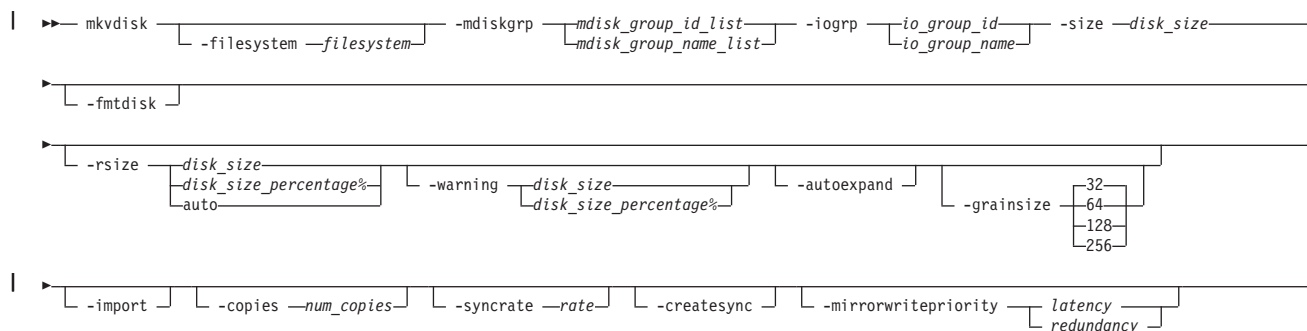 mkvdisk -filesystem filesystem -mdiskgrp mdisk_group_id_list -iogrp io_group_id -size disk_size
mdisk_group_name_list io_group_name
-fmtdisk
-rsize disk_size -warning disk_size -autoexpand -grainsize 32
disk_size_percentage% disk_size_percentage% 64
auto 128
256
-import -copies num_copies -syncrate rate -createsync -mirrorwritepriority latency
redundancy